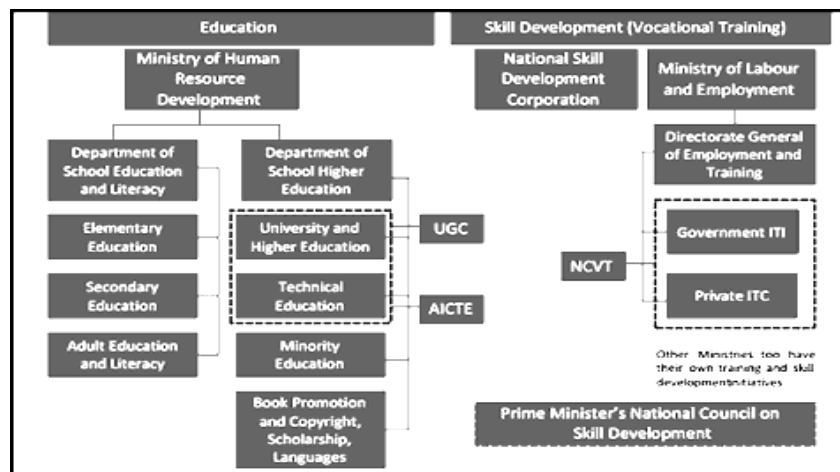 Education
Skill Development (Vocational Training)
Ministry of Human
Resource
Development
National Skill
Development
Corporation
Ministry of Labour
and Employment
Department of
School Education
and Literacy
Department of
School Higher
Education
Directorate General
of Employment and
Training
Elementary
Education
University and
Higher Education
UGC
Government ITI
NCVT
Secondary
Education
Technical
Education
AICTE
Private ITC
Adult Education
and Literacy
Minority
Education
Other Ministries too have
their own training and skill
developmentinitiatives
Book Promotion
and Copyright,
Scholarship,
Languages
Prime Minister's National Council on
Skill Development